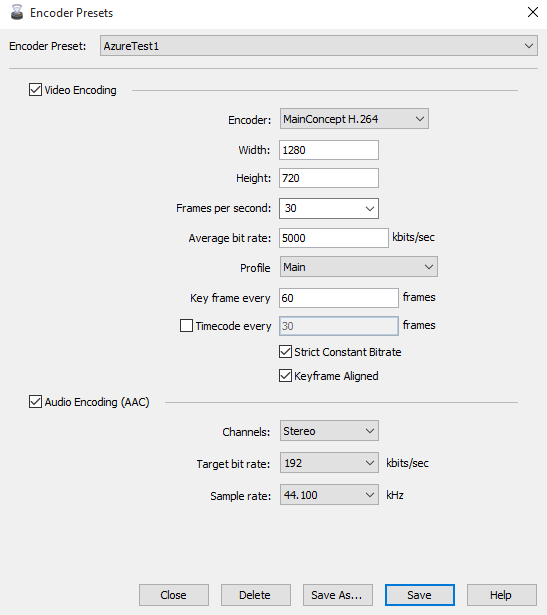 Encoder Presets
Encoder Preset: AzureTest1
Video Encoding
Encoder: MainConcept H.264
Width: 1280
Height: 720
Frames per second: 30
Average bit rate: 5000 kbits/sec
Profile Main
Key frame every 60 frames
Timecode every 30 frames
Strict Constant Bitrate
Keyframe Aligned
Audio Encoding (AAC)
Channels: Stereo
Target bit rate: 192 kbits/sec
Sample rate: 44.100 kHz
Close Delete Save As... Save Help